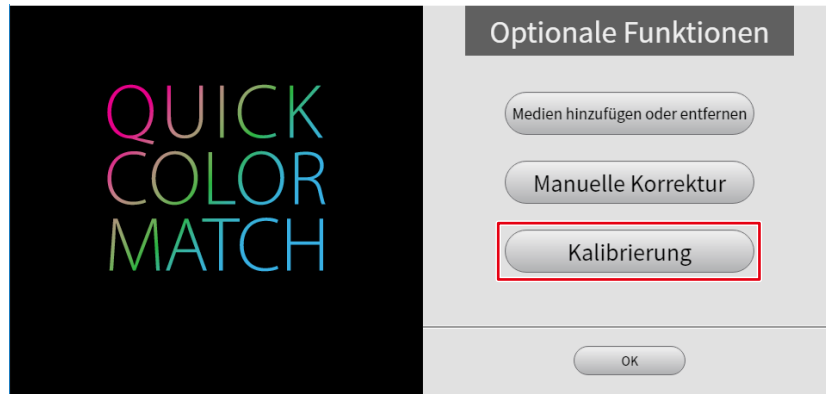 QUICK
COLOR
MATCH
Optionale Funktionen
Medien hinzufügen oder entfernen
Manuelle Korrektur
Kalibrierung
OK